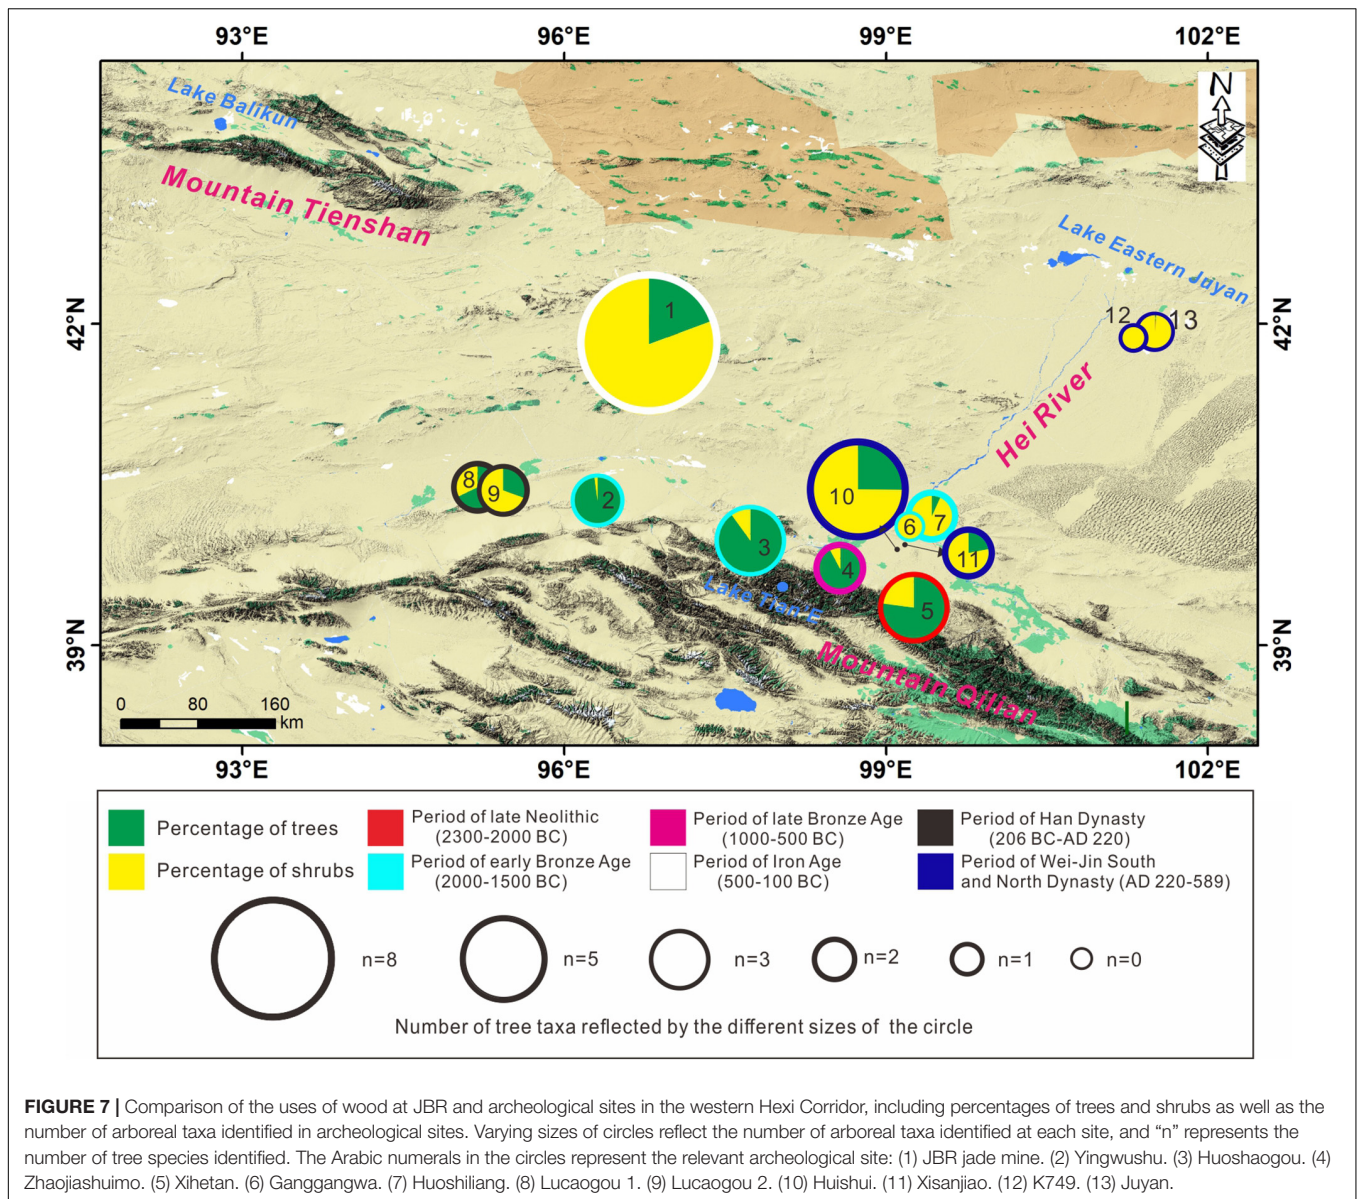 93°E 96°E 99°E 102°E
N
Lake Balikun
Mountain Tienshan
Lake Eastern Juyan
42°N 42°N
1
12 13
Hei River
8 9 2 10 6 7
3 4 11
5
Lake Tian'E
39°N 39°N
Mountain Qilian
0 80 160
km
93°E 96°E 99°E 102°E
Percentage of trees
Percentage of shrubs
Period of late Neolithic
(2300-2000 BC)
Period of early Bronze Age
(2000-1500 BC)
Period of late Bronze Age
(1000-500 BC)
Period of Iron Age
(500-100 BC)
Period of Han Dynasty
(206 BC-AD 220)
Period of Wei-Jin South
and North Dynasty (AD 220-589)
n=8 n=5 n=3 n=2 n=1 n=0
Number of tree taxa reflected by the different sizes of the circle
FIGURE 7 | Comparison of the uses of wood at JBR and archeological sites in the western Hexi Corridor, including percentages of trees and shrubs as well as the
number of arboreal taxa identified in archeological sites. Varying sizes of circles reflect the number of arboreal taxa identified at each site, and “n” represents the
number of tree species identified. The Arabic numerals in the circles represent the relevant archeological site: (1) JBR jade mine. (2) Yingwushu. (3) Huoshaogou. (4)
Zhaojiashuimo. (5) Xihetan. (6) Ganggangwa. (7) Huoshiliang. (8) Lucaogou 1. (9) Lucaogou 2. (10) Huishui. (11) Xisanjiao. (12) K749. (13) Juyan.